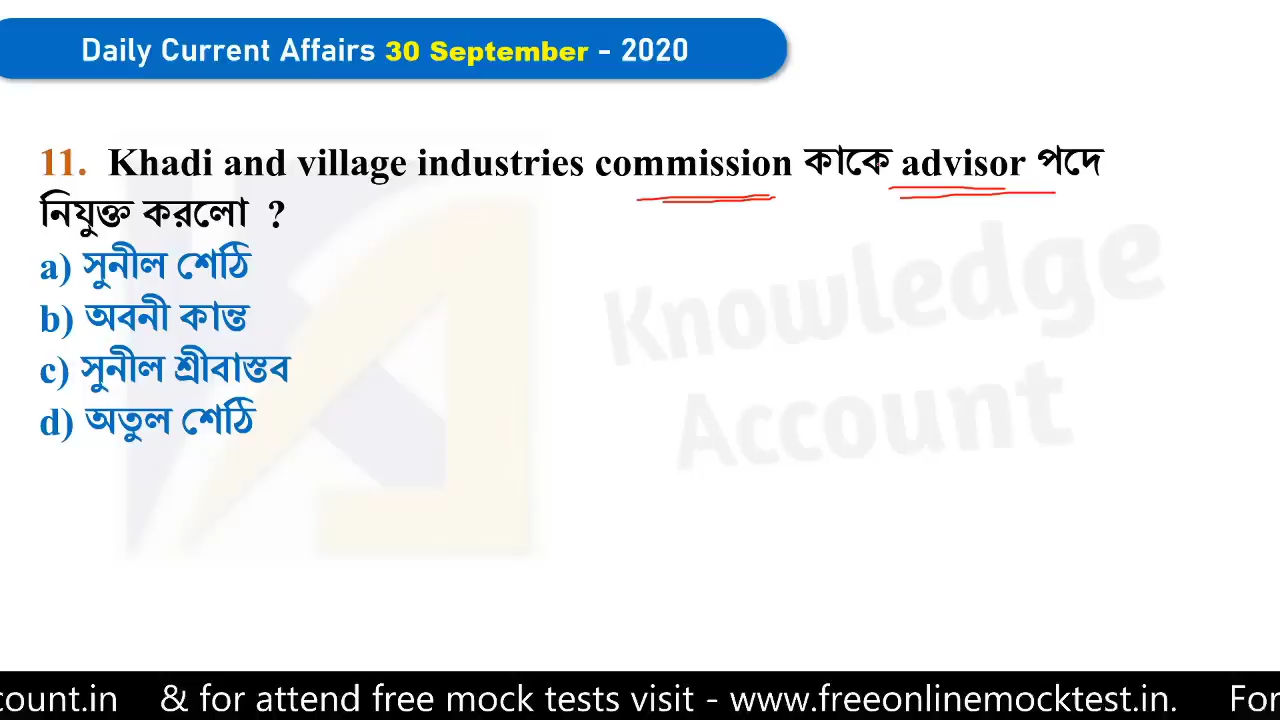 Daily Current Affairs 30 September - 2020
11. Khadi and village industries commission কাকে advisor পদে
নিযুক্ত করলো ?
a) সুনীল শেঠি
b) অবনী কান্ত
c) সুনীল শ্রীবাস্তব
d) অতুল শেঠি
Knowledge
Account
count.in & for attend free mock tests visit - www.freeonlinemocktest.in. For